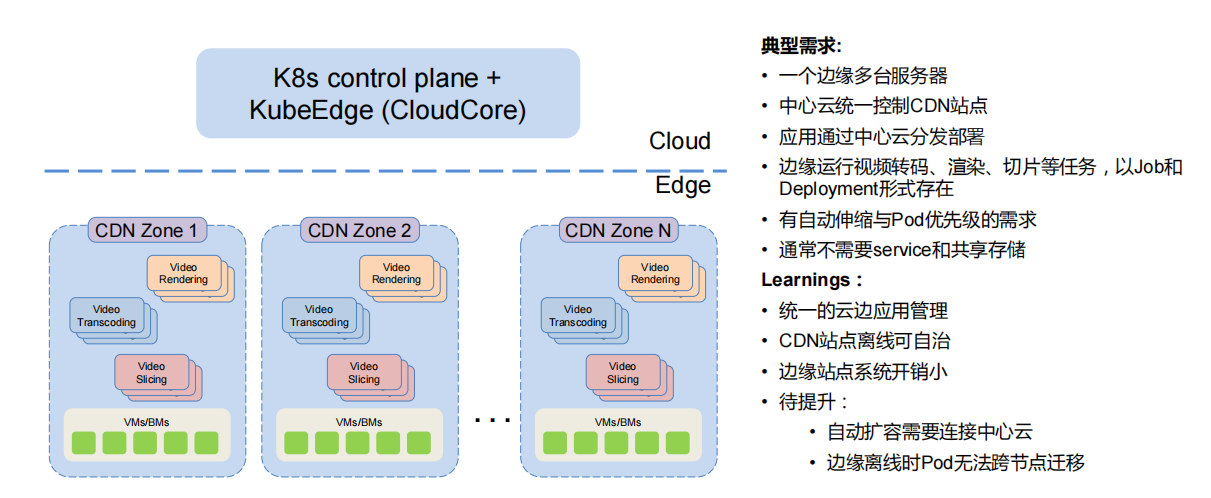 K8s control plane +
KubeEdge (CloudCore)
Cloud
Edge
CDN Zone 1
Video
Rendering
Video
Transcoding
Video
Slicing
VMs/BMs
CDN Zone 2
Video
Rendering
Video
Transcoding
Video
Slicing
VMs/BMs
. . .
CDN Zone N
Video
Rendering
Video
Transcoding
Video
Slicing
VMs/BMs
典型需求:
• 一个边缘多台服务器
• 中心云统一控制CDN站点
• 应用通过中心云分发部署
• 边缘运行视频转码、渲染、切片等任务，以Job和
Deployment形式存在
• 有自动伸缩与Pod优先级的需求
• 通常不需要service和共享存储
Learnings：
• 统一的云边应用管理
• CDN站点离线可自治
• 边缘站点系统开销小
• 待提升：
• 自动扩容需要连接中心云
• 边缘离线时Pod无法跨节点迁移